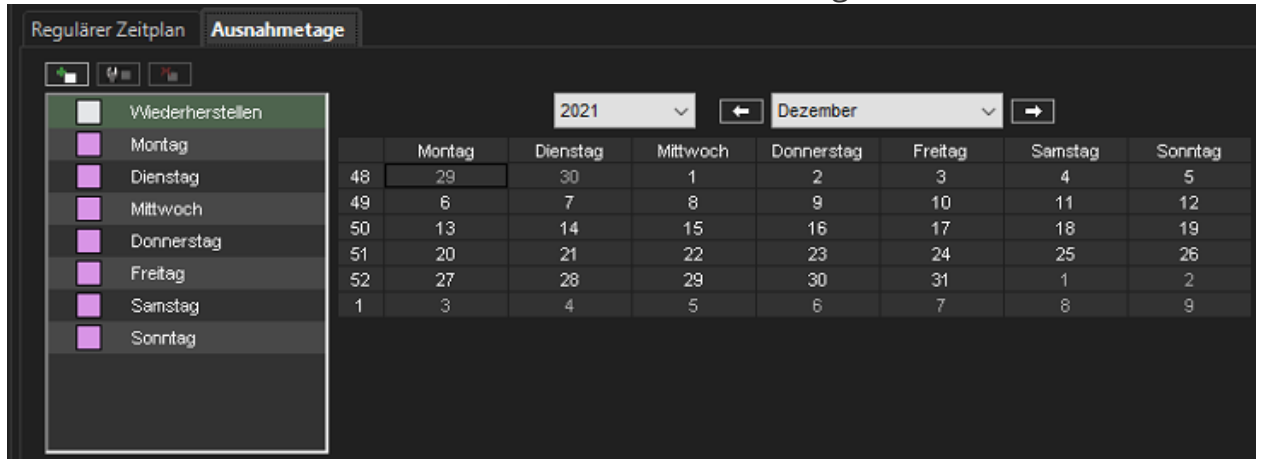 Regulärer Zeitplan Ausnahmetage
Wiederherstellen
Montag
Dienstag
Mittwoch
Donnerstag
Freitag
Samstag
Sonntag
2021 Dezember
Montag Dienstag Mittwoch Donnerstag Freitag Samstag Sonntag
48 29 30 1 2 3 4 5
49 6 7 8 9 10 11 12
50 13 14 15 16 17 18 19
51 20 21 22 23 24 25 26
52 27 28 29 30 31 1 2
1 3 4 5 6 7 8 9